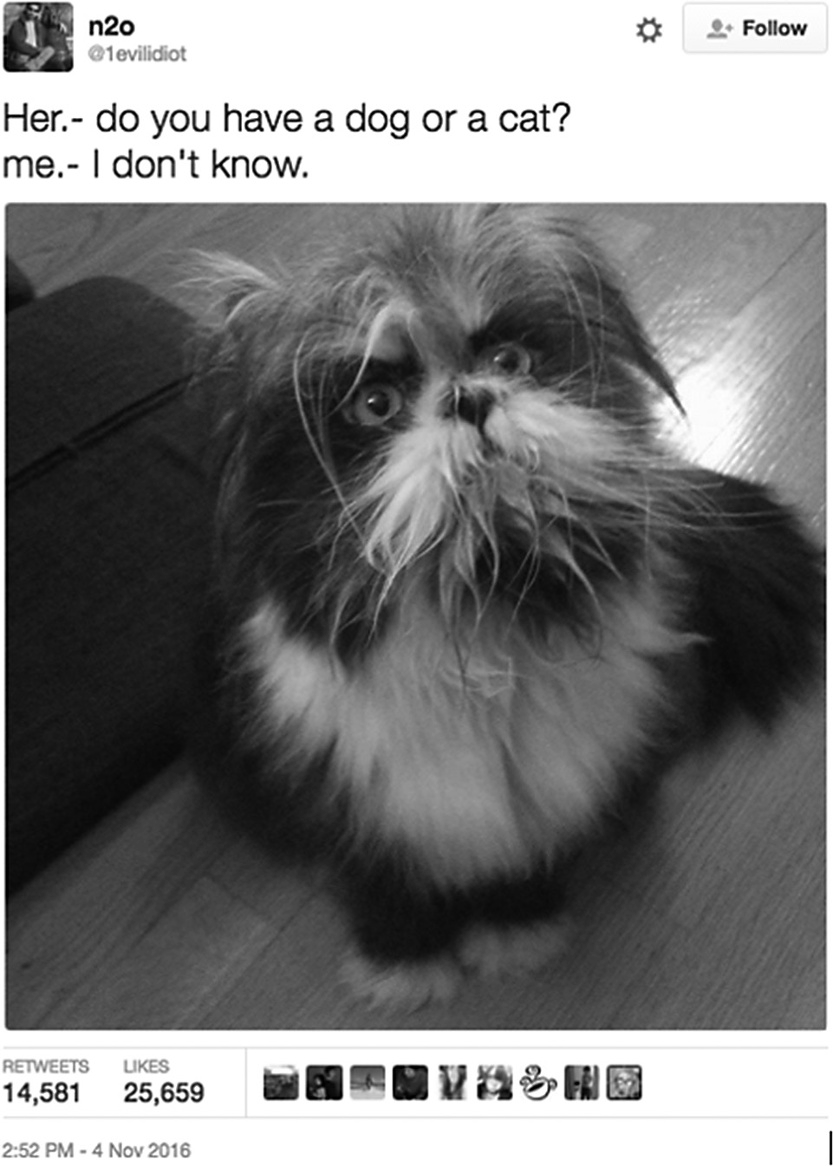 n2o
@1evilidiot
Follow
Her.- do you have a dog or a cat?
me.- I don't know.
RETWEETS LIKES
14,581 25,659
2:52 PM - 4 Nov 2016